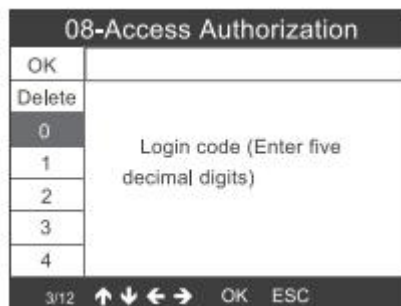 08-Access Authorization
OK
Delete
0
1
2
3
4
Login code (Enter five
decimal digits)
3/12 ↑ ↓ ← → OK ESC